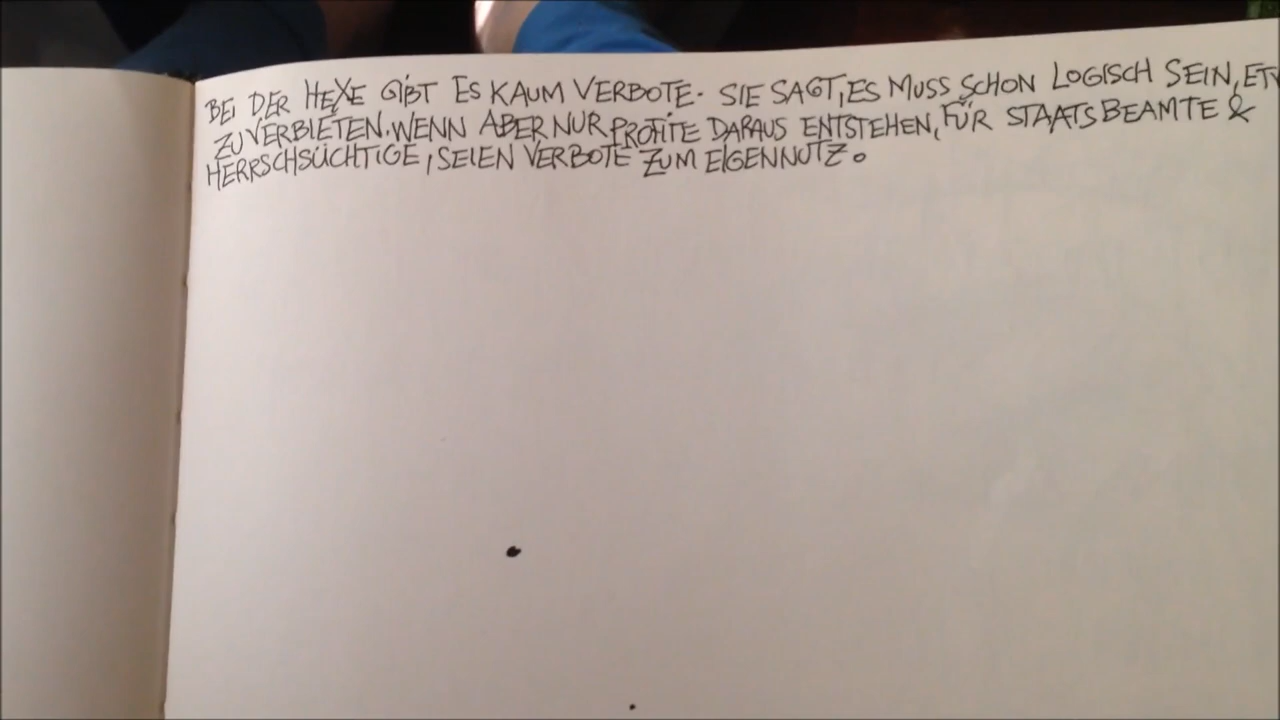 BEI DER HEXE GIBT ES KAUM VERBOTE. SIE SAGT, ES MUSS SCHON LOGISCH SEIN,
ZU VERBIETEN. WENN ABER NUR PROFITE DARAUS ENTSTEHEN, FÜR STAATSBEAMTE &
HERRSCHSÜCHTIGE, SEIEN VERBOTE ZUM EIGENNUTZ.